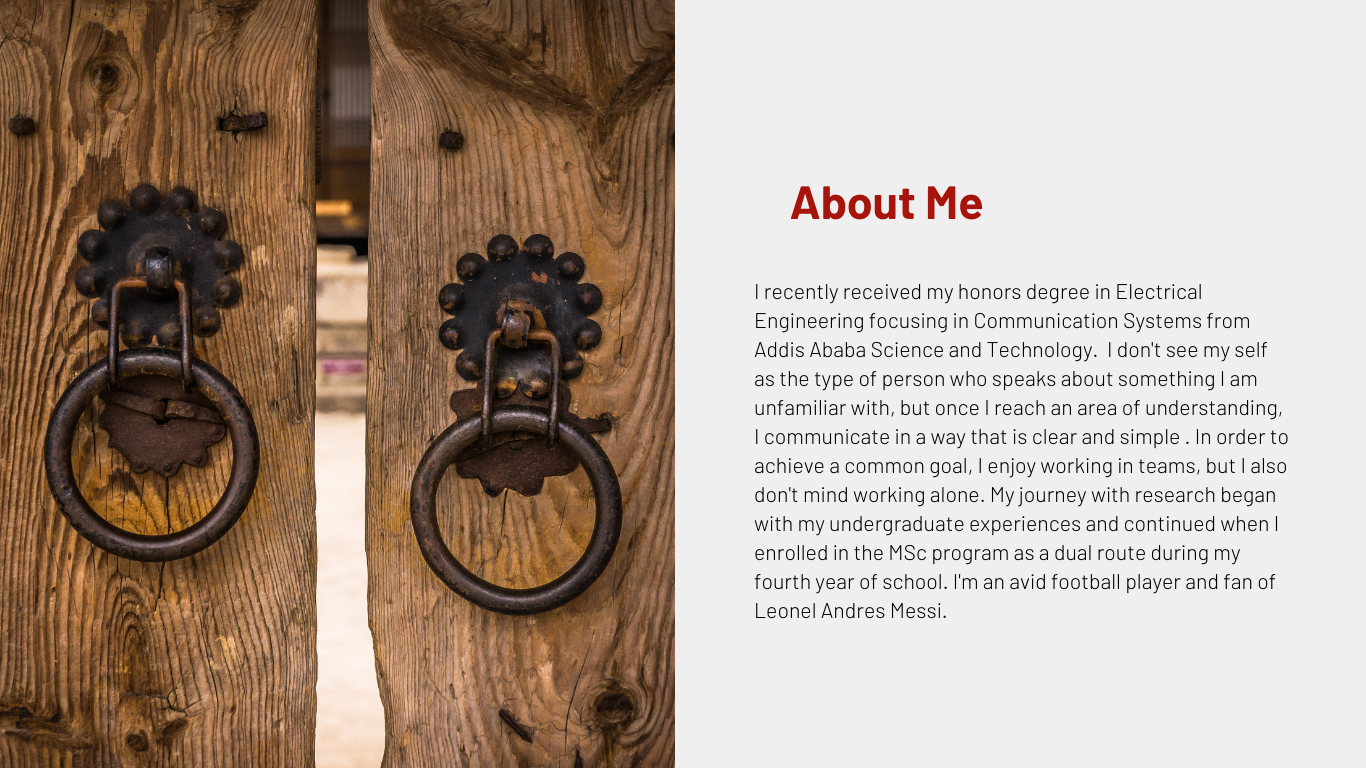 About Me
I recently received my honors degree in Electrical
Engineering focusing in Communication Systems from
Addis Ababa Science and Technology.  I don't see my self
as the type of person who speaks about something I am
unfamiliar with, but once I reach an area of understanding,
I communicate in a way that is clear and simple . In order to
achieve a common goal, I enjoy working in teams, but I also
don't mind working alone. My journey with research began
with my undergraduate experiences and continued when I
enrolled in the MSc program as a dual route during my
fourth year of school. I'm an avid football player and fan of
Leonel Andres Messi.